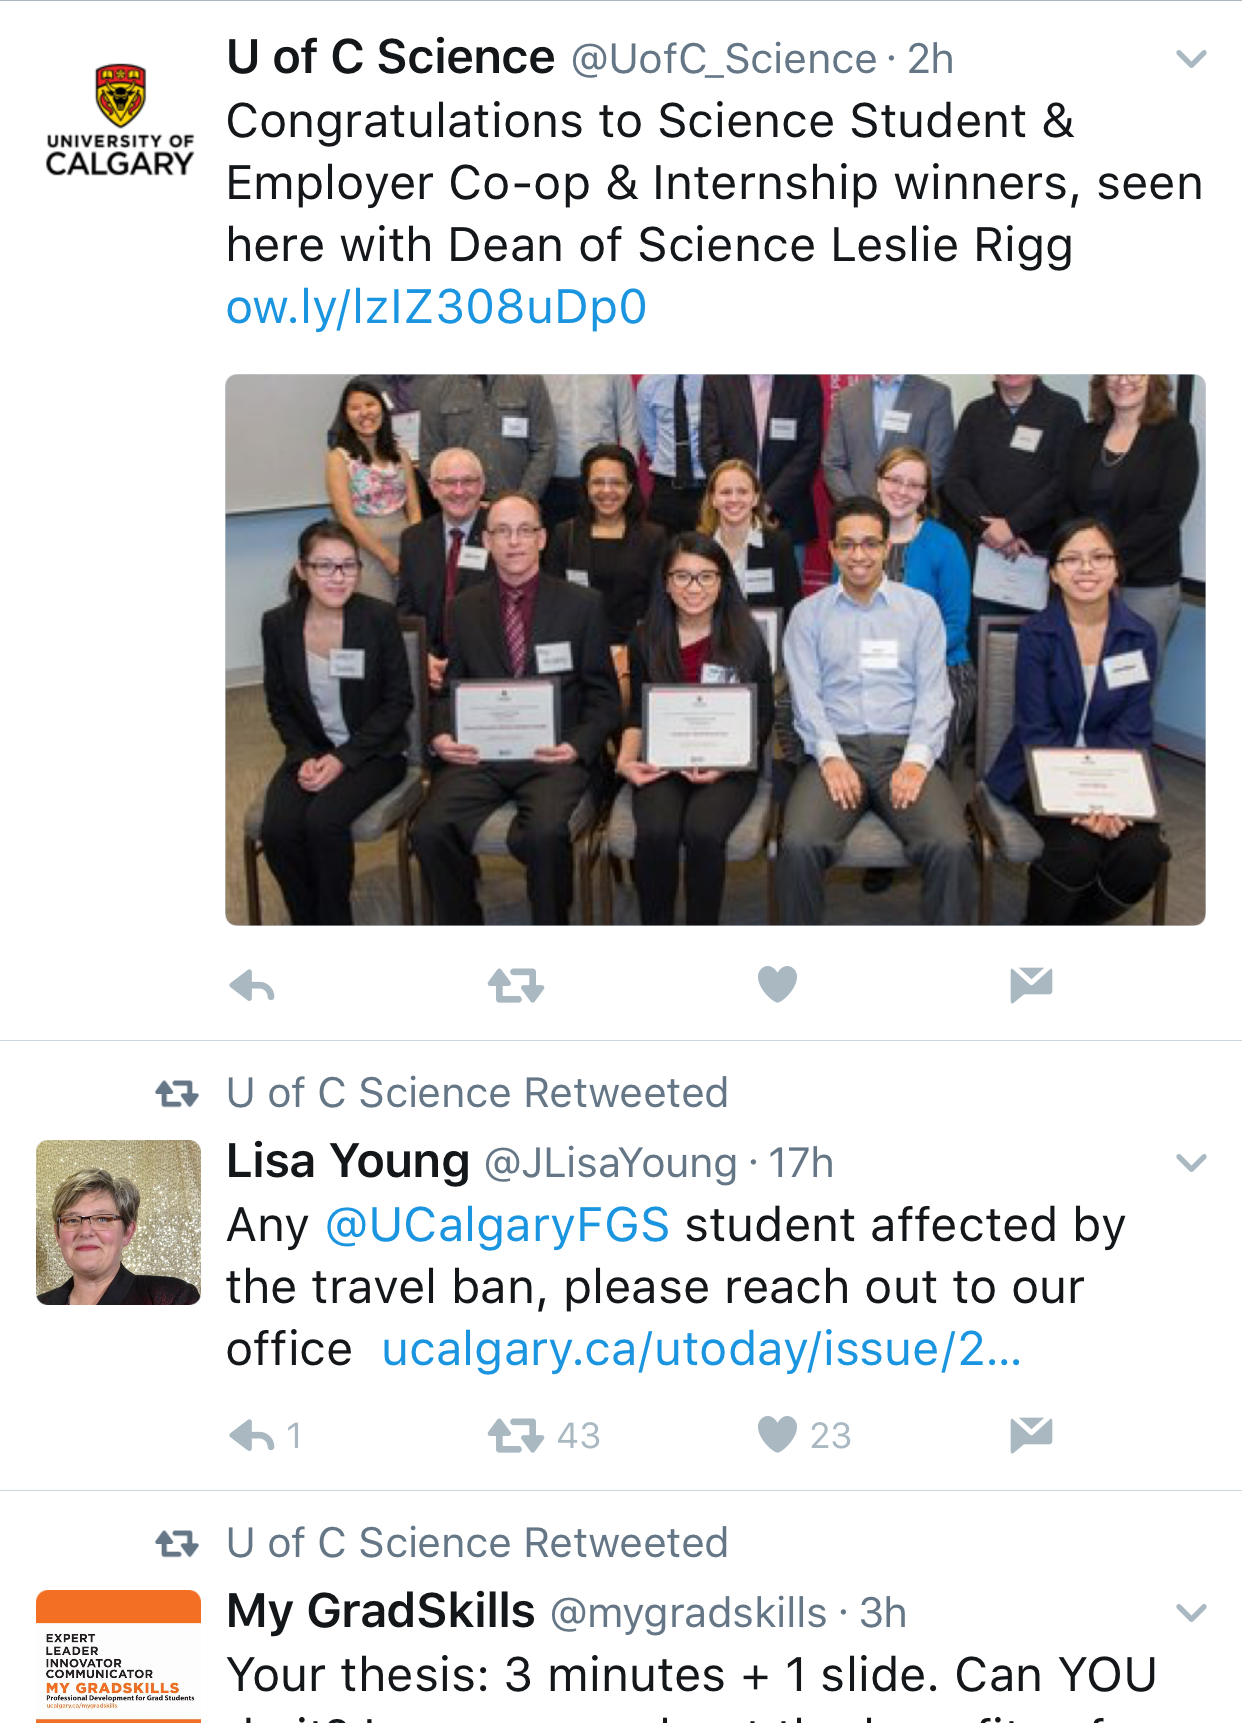 U of C Science @UofC_Science · 2h
UNIVERSITY OF
CALGARY
Congratulations to Science Student &
Employer Co-op & Internship winners, seen
here with Dean of Science Leslie Rigg
ow.ly/lzIZ308uDp0
U of C Science Retweeted
Lisa Young @JLisaYoung · 17h
Any @UCalgaryFGS student affected by
the travel ban, please reach out to our
office ucalgary.ca/utoday/issue/2...
1 43 23
U of C Science Retweeted
My GradSkills @mygradskills · 3h
EXPERT
LEADER
INNOVATOR
COMMUNICATOR
MY GRADSKILLS
Professional Development for Grad Students
ucalgary.ca/mygradskills
Your thesis: 3 minutes + 1 slide. Can YOU